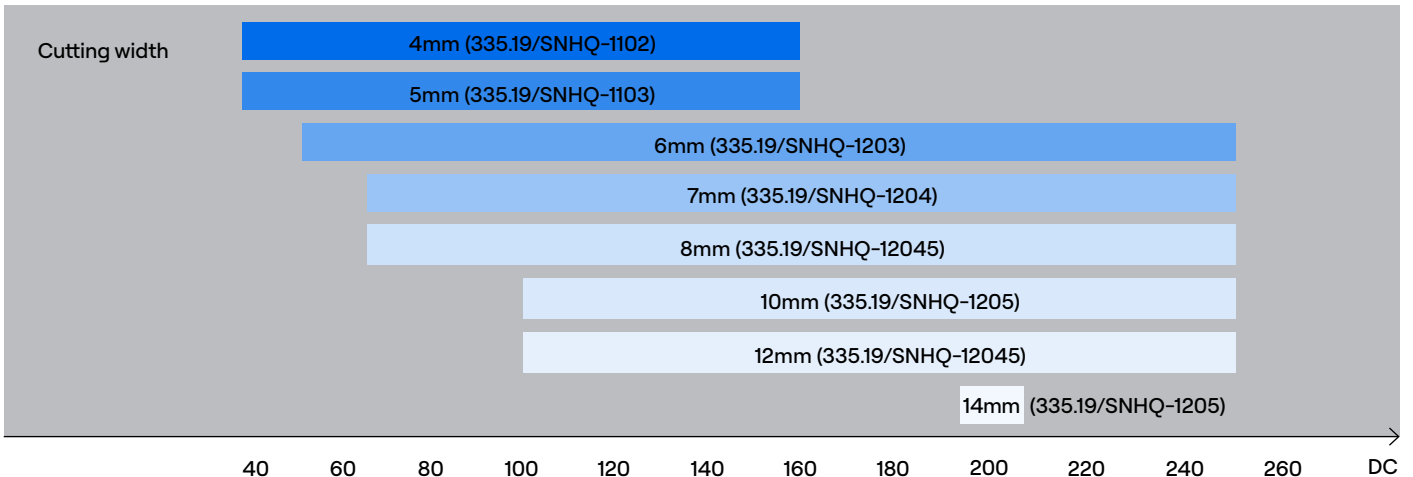 Cutting width
4mm (335.19/SNHQ-1102)
5mm (335.19/SNHQ-1103)
6mm (335.19/SNHQ-1203)
7mm (335.19/SNHQ-1204)
8mm (335.19/SNHQ-12045)
10mm (335.19/SNHQ-1205)
12mm (335.19/SNHQ-12045)
14mm (335.19/SNHQ-1205)
40 60 80 100 120 140 160 180 200 220 240 260 DC